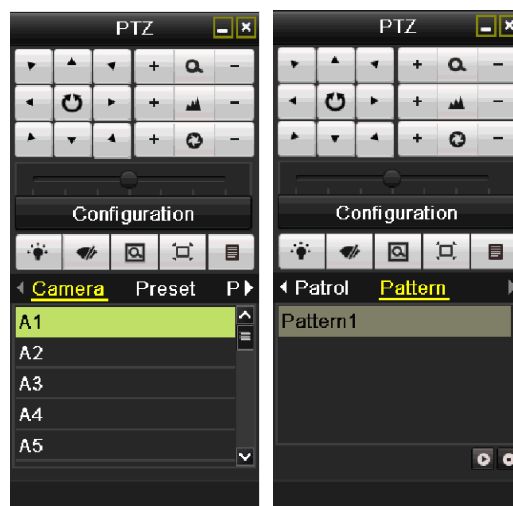 PTZ
Configuration
Camera Preset P
A1
A2
A3
A4
A5
PTZ
Configuration
Patrol Pattern
Pattern1